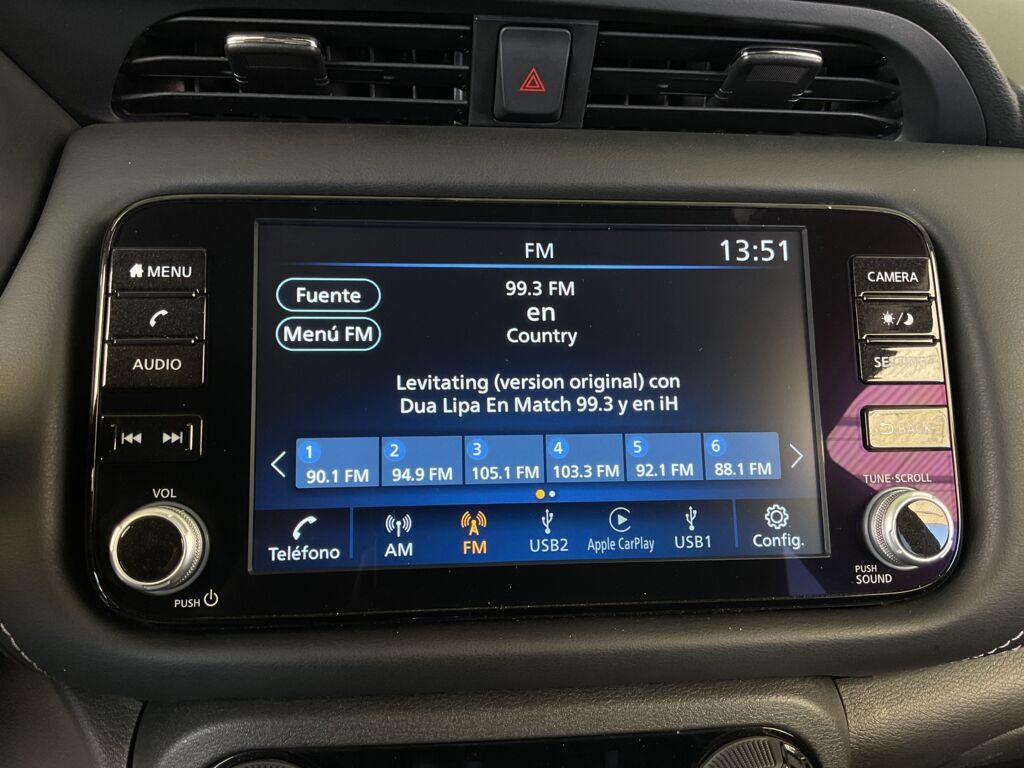 FM
13:51
MENU
AUDIO
VOL
PUSH
CAMERA
SETTING
BACK
TUNE·SCROLL
PUSH
SOUND
Fuente
Menú FM
99.3 FM
en
Country
Levitating (version original) con
Dua Lipa En Match 99.3 y en iH
1
90.1 FM
2
94.9 FM
3
105.1 FM
4
103.3 FM
5
92.1 FM
6
88.1 FM
Teléfono
AM
FM
USB2
Apple CarPlay
USB1
Config.